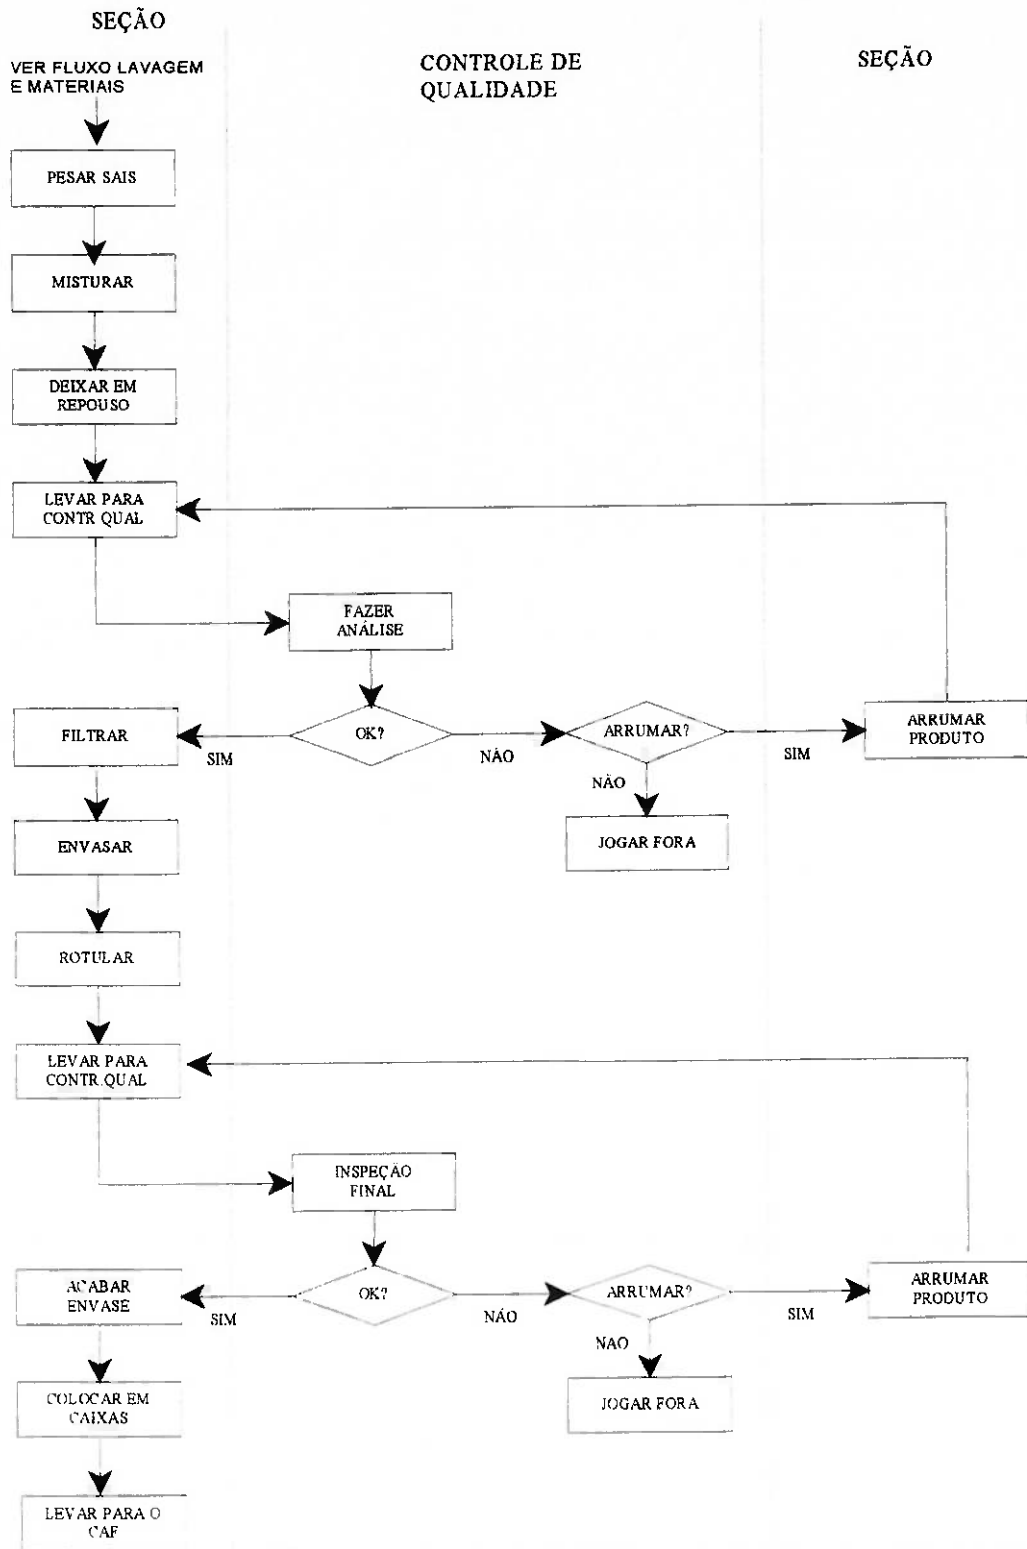 SEÇÃO
CONTROLE DE
QUALIDADE
SEÇÃO
VER FLUXO LAVAGEM
E MATERIAIS
PESAR SAIS
MISTURAR
DEIXAR EM
REPOUSO
LEVAR PARA
CONTR.QUAL
FAZER
ANÁLISE
FILTRAR
SIM
OK?
NÃO
ARRUMAR?
SIM
ARRUMAR
PRODUTO
NÃO
JOGAR FORA
ENVASAR
ROTULAR
LEVAR PARA
CONTR.QUAL
INSPEÇÃO
FINAL
ACABAR
ENVASE
SIM
OK?
NÃO
ARRUMAR?
SIM
ARRUMAR
PRODUTO
NAO
JOGAR FORA
COLOCAR EM
CAIXAS
LEVAR PARA O
CAF